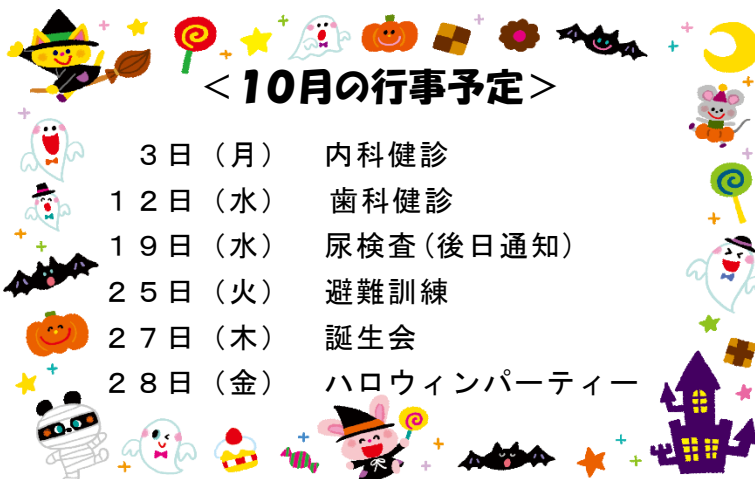 ＜10月の行事予定＞
３日（月）　内科健診
１２日（水）　歯科健診
１９日（水）　尿検査(後日通知)
２５日（火）　避難訓練
２７日（木）　誕生会
２８日（金）　ハロウィンパーティー